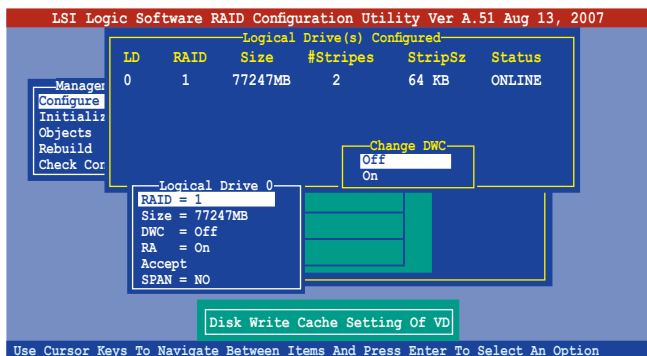 LSI Logic Software RAID Configuration Utility Ver A.51 Aug 13, 2007
Logical Drive(s) Configured
LD RAID Size #Stripes StripSz Status
0 1 77247MB 2 64 KB ONLINE
Manager
Configure
Initializ
Objects
Rebuild
Check Con
Change DWC
Off
On
Logical Drive 0
RAID = 1
Size = 77247MB
DWC = Off
RA = On
Accept
SPAN = NO
Disk Write Cache Setting Of VD
Use Cursor Keys To Navigate Between Items And Press Enter To Select An Option